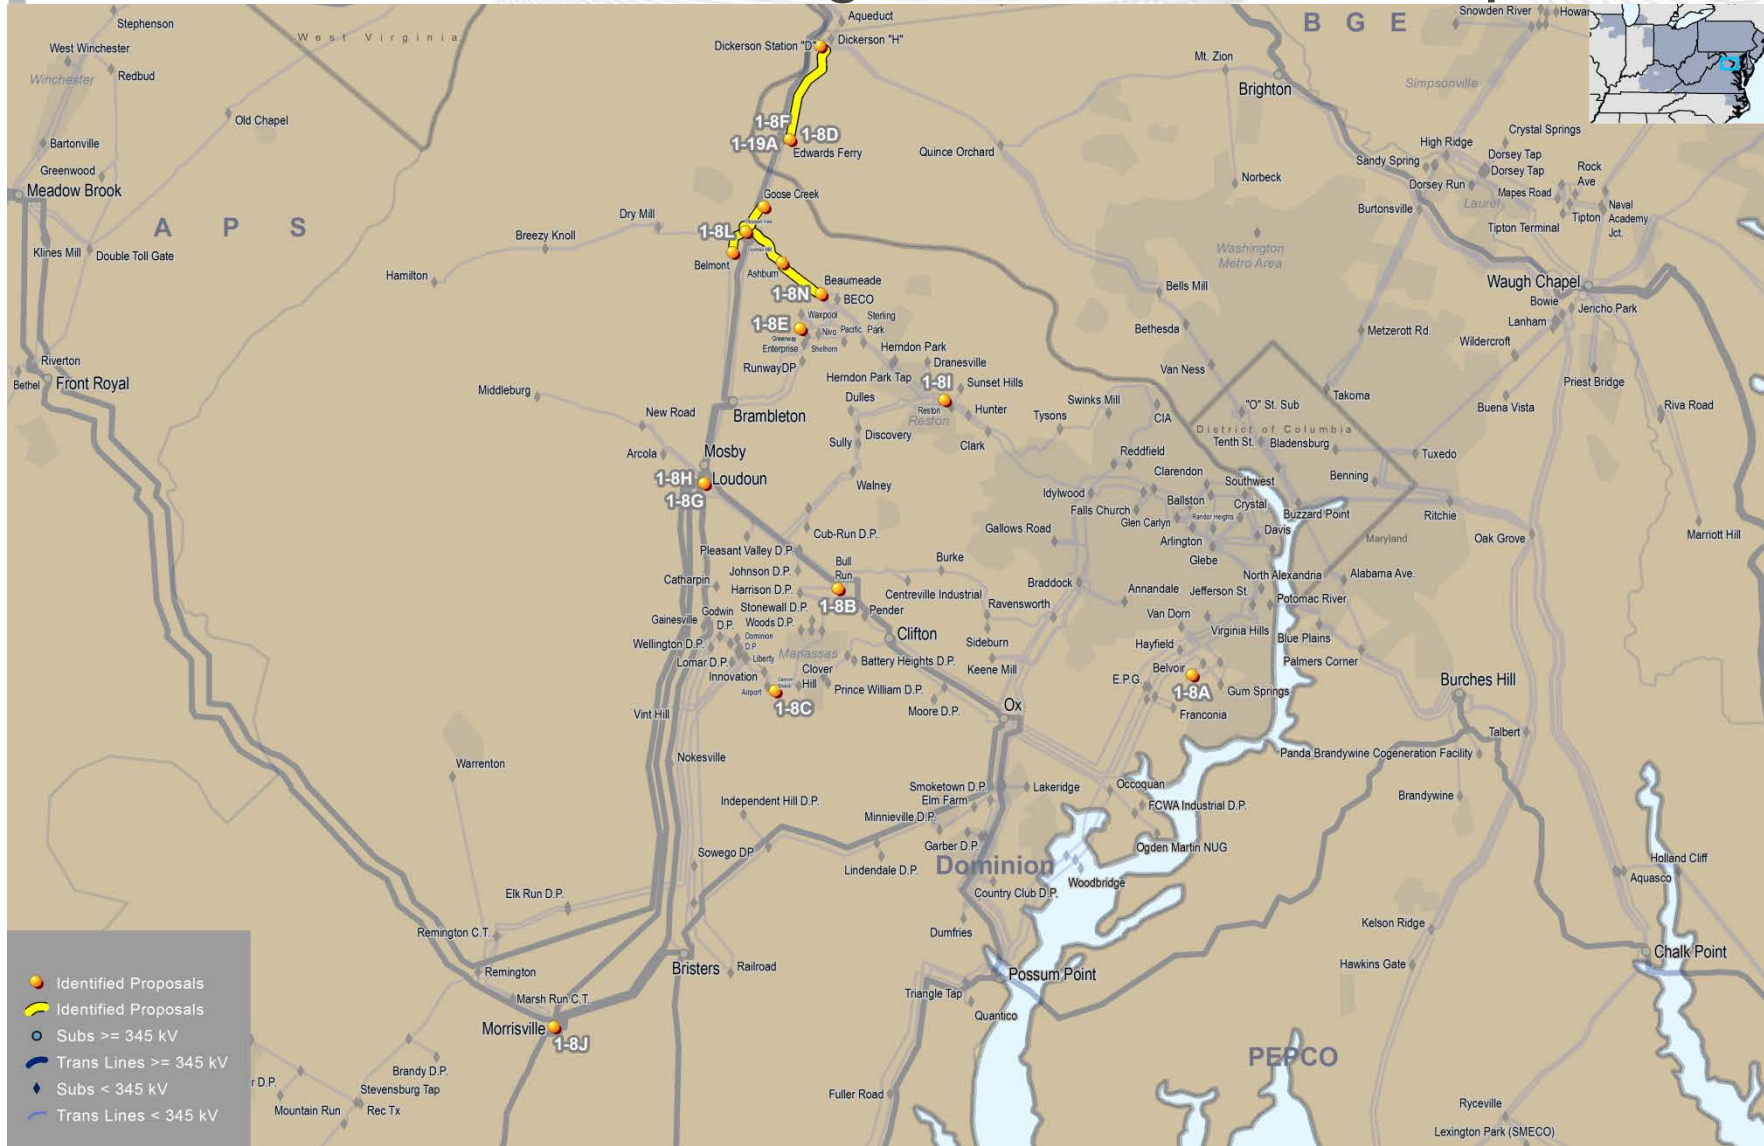 Stephenson
West Virginia
West Winchester
Winchester
Redbud
Old Chapel
Bartonville
Greenwood
Meadow Brook
A P S
Klines Mill
Double Toll Gate
Hamilton
Breezy Knoll
Dry Mill
Riverton
Bethel
Front Royal
Middleburg
New Road
Arcola
Aqueduct
Dickerson Station "D"
Dickerson "H"
1-8F
1-8D
1-19A
Edwards Ferry
Goose Creek
1-8L
Belmont
Ashburn
Beaumeade
1-8N
BECO
1-8E
Waxpool
Sterling
Park
Nivo
Pacific
Greenway
Enterprise
Shelhorn
RunwayDP
Herndon Park
Dranesville
Herndon Park Tap
1-8I
Sunset Hills
Reston
Reston
Hunter
Clark
Dulles
Sully
Discovery
Walney
Brambleton
Mosby
Loudoun
1-8H
1-8G
Swinks Mill
Tysons
CIA
B G E
Snowden River
Mt. Zion
Brighton
Simpsonville
Quince Orchard
Norbeck
High Ridge
Crystal Springs
Sandy Spring
Dorsey Tap
Dorsey Tap
Rock
Ave
Dorsey Run
Mapes Road
Laurel
Naval
Academy
Jct.
Burtonsville
Tipton
Tipton Terminal
Washington
Metro Area
Bells Mill
Bethesda
Van Ness
Waugh Chapel
Bowie
Jericho Park
Lanham
Metzerott Rd.
Wildercroft
Priest Bridge
Takoma
Buena Vista
Riva Road
"O" St. Sub
District of Columbia
Tenth St.
Bladensburg
Tuxedo
Benning
Ritchie
Oak Grove
Marriott Hill
Maryland
Reddfield
Clarendon
Southwest
Idylwood
Ballston
Crystal
Falls Church
Randor Heights
Buzzard Point
Glen Carlyn
Davis
Arlington
Glebe
Gallows Road
North Alexandria
Alabama Ave.
Braddock
Annandale
Jefferson St.
Potomac River
Van Dorn
Virginia Hills
Blue Plains
Hayfield
Palmers Corner
Belvoir
E.P.G.
1-8A
Gum Springs
Franconia
Burches Hill
Talbert
Panda Brandywine Cogeneration Facility
Brandywine
Cub-Run D.P.
Pleasant Valley D.P.
Bull
Run
Burke
Johnson D.P.
Catharpin
Harrison D.P.
Centreville Industrial
1-8B
Ravensworth
Godwin
D.P.
Stonewall D.P.
Pender
Gainesville
Woods D.P.
Clifton
Sideburn
Wellington D.P.
Dominion
D.P
Manassas
Liberty
Lomar D.P.
Battery Heights D.P.
Keene Mill
Innovation
Clover
Hill
Airport
Prince William D.P.
1-8C
Moore D.P.
Ox
Vint Hill
Nokesville
Warrenton
Independent Hill D.P.
Smoketown D.P
Lakeridge
Elm Farm
Occoquan
Minnieville D.P.
FCWA Industrial D.P.
Garber D.P.
Ogden Martin NUG
Sowego DP
Lindendale D.P.
Dominion
Woodbridge
Country Club D.P.
Elk Run D.P.
Remington C.T.
Dumfries
Remington
Bristers
Railroad
Marsh Run C.T.
Possum Point
Triangle Tap
Quantico
Morrisville
1-8J
Brandy D.P.
r D.P.
Stevensburg Tap
Mountain Run
Rec Tx
Fuller Road
PEPCO
Holland Cliff
Aquasco
Kelson Ridge
Hawkins Gate
Chalk Point
Ryceville
Lexington Park (SMECO)
Identified Proposals
Identified Proposals
Subs >= 345 kV
Trans Lines >= 345 kV
Subs < 345 kV
Trans Lines < 345 kV